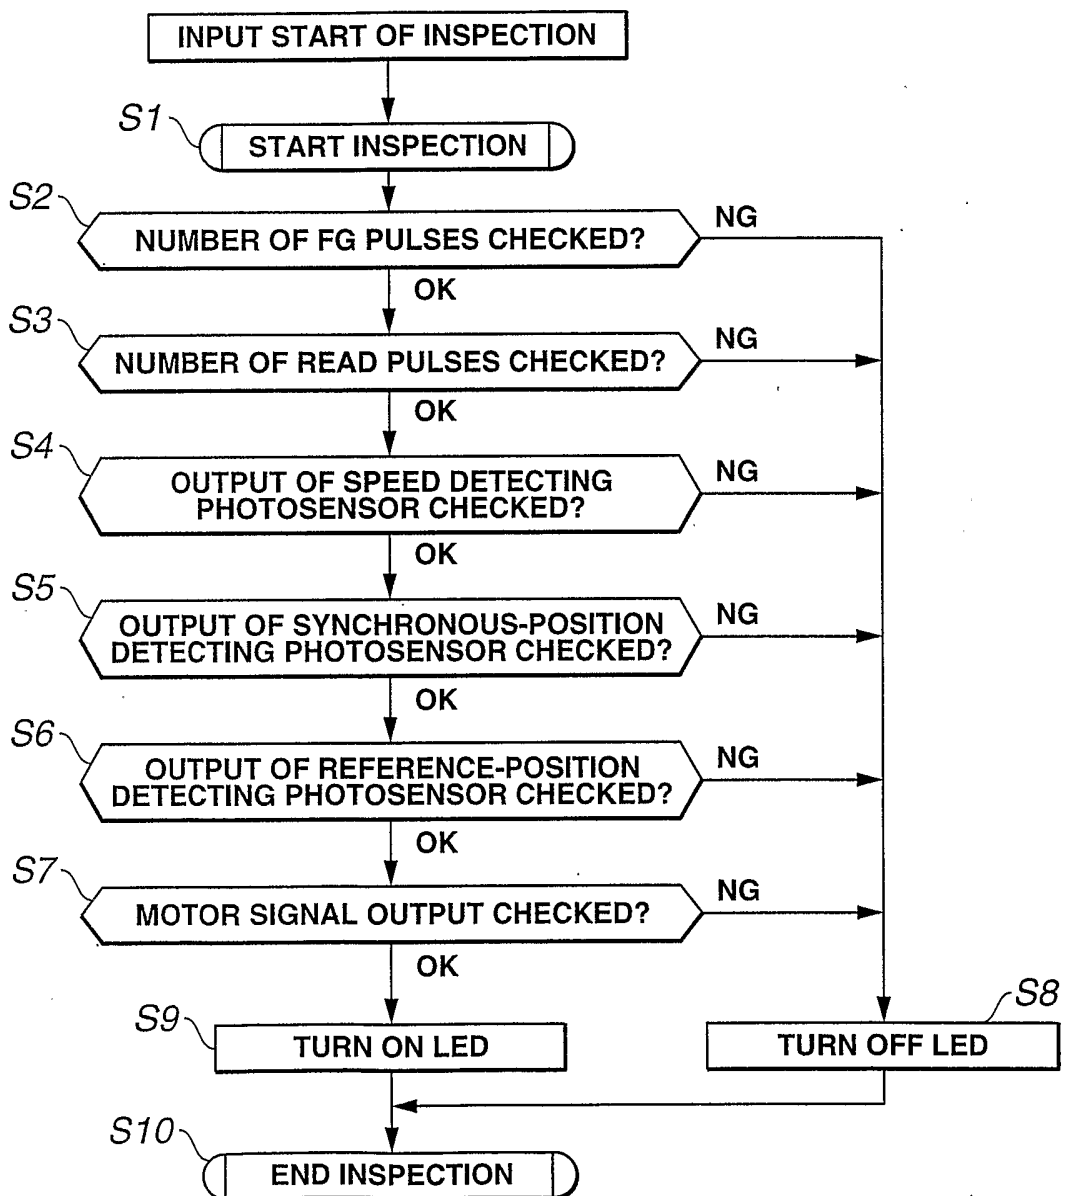 INPUT START OF INSPECTION
S1
START INSPECTION
S2
NUMBER OF FG PULSES CHECKED?
NG
OK
S3
NUMBER OF READ PULSES CHECKED?
NG
OK
S4
OUTPUT OF SPEED DETECTING
PHOTOSENSOR CHECKED?
NG
OK
S5
OUTPUT OF SYNCHRONOUS-POSITION
DETECTING PHOTOSENSOR CHECKED?
NG
OK
S6
OUTPUT OF REFERENCE-POSITION
DETECTING PHOTOSENSOR CHECKED?
NG
OK
S7
MOTOR SIGNAL OUTPUT CHECKED?
NG
OK
S9
TURN ON LED
S8
TURN OFF LED
S10
END INSPECTION